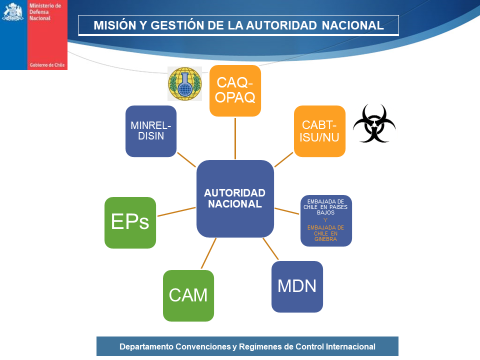 Ministerio de
Defensa
Nacional
Gobierno de Chile
MISIÓN Y GESTIÓN DE LA AUTORIDAD NACIONAL
CAQ-
OPAQ
MINREL-
DISIN
CABT-
ISU/NU
AUTORIDAD
NACIONAL
EMBAJADA DE
CHILE EN PAISES
BAJOS
Y
EMBAJADA DE
CHILE EN
GINEBRA
EPs
CAM
MDN
Departamento Convenciones y Regimenes de Control Internacional